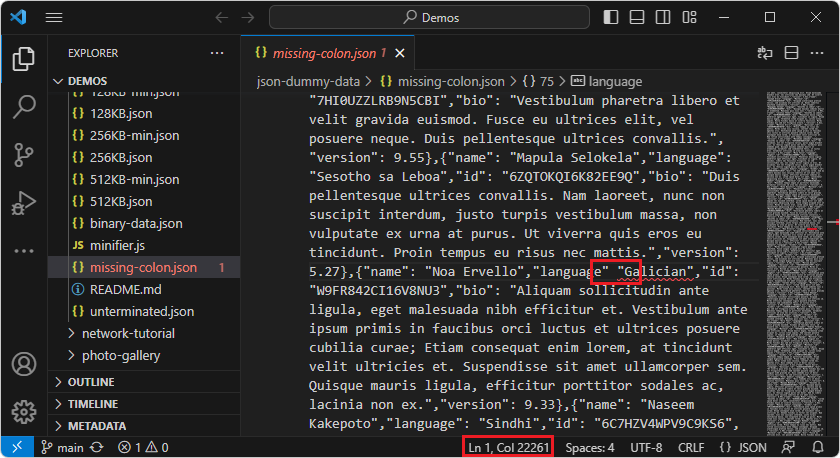 Demos
EXPLORER
DEMOS
128KB-min.json
128KB.json
256KB-min.json
256KB.json
512KB-min.json
512KB.json
binary-data.json
JS minifier.js
missing-colon.json 1
README.md
unterminated.json
network-tutorial
photo-gallery
OUTLINE
TIMELINE
METADATA
{} missing-colon.json 1
json-dummy-data > {} missing-colon.json > {} 75 > abc language
"7HI0UZZLRB9N5CBI","bio": "Vestibulum pharetra libero et
velit gravida euismod. Fusce eu ultrices elit, vel
posuere neque. Duis pellentesque ultrices convallis.",
"version": 9.55},{"name": "Mapula Selokela","language":
"Sesotho sa Leboa","id": "6ZQTOKQI6K82EE9Q","bio": "Duis
pellentesque ultrices convallis. Nam laoreet, nunc non
suscipit interdum, justo turpis vestibulum massa, non
vulputate ex urna at purus. Ut viverra quis eros eu
tincidunt. Proin tempus eu risus nec mattis.","version":
5.27},{"name": "Noa Ervello","language" "Galician","id":
"W9FR842CI16V8NU3","bio": "Aliquam sollicitudin ante
ligula, eget malesuada nibh efficitur et. Vestibulum ante
ipsum primis in faucibus orci luctus et ultrices posuere
cubilia curae; Etiam consequat enim lorem, at tincidunt
velit ultricies et. Suspendisse sit amet ullamcorper sem.
Quisque mauris ligula, efficitur porttitor sodales ac,
lacinia non ex.","version": 9.33},{"name": "Naseem
Kakepoto","language": "Sindhi","id": "6C7HZV4WPV9C9KS6",
main 1 0 Ln 1, Col 22261 Spaces: 4 UTF-8 CRLF {} JSON